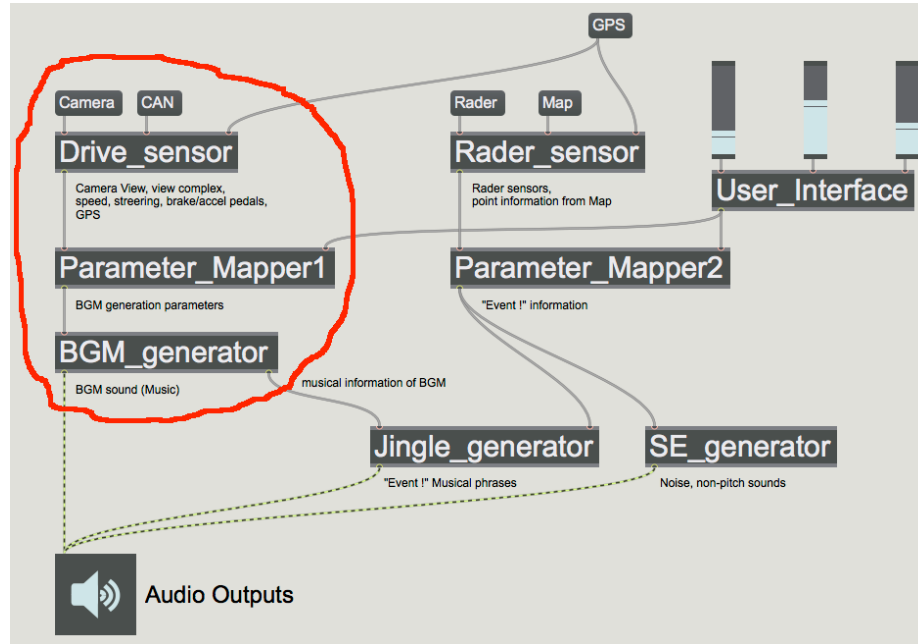 GPS
Camera
CAN
Rader
Map
Drive_sensor
Rader_sensor
Camera View, view complex,
speed, streering, brake/accel pedals,
GPS
Rader sensors,
point information from Map
User_Interface
Parameter_Mapper1
Parameter_Mapper2
BGM generation parameters
"Event !" information
BGM_generator
BGM sound (Music)
musical information of BGM
Jingle_generator
SE_generator
"Event !" Musical phrases
Noise, non-pitch sounds
Audio Outputs